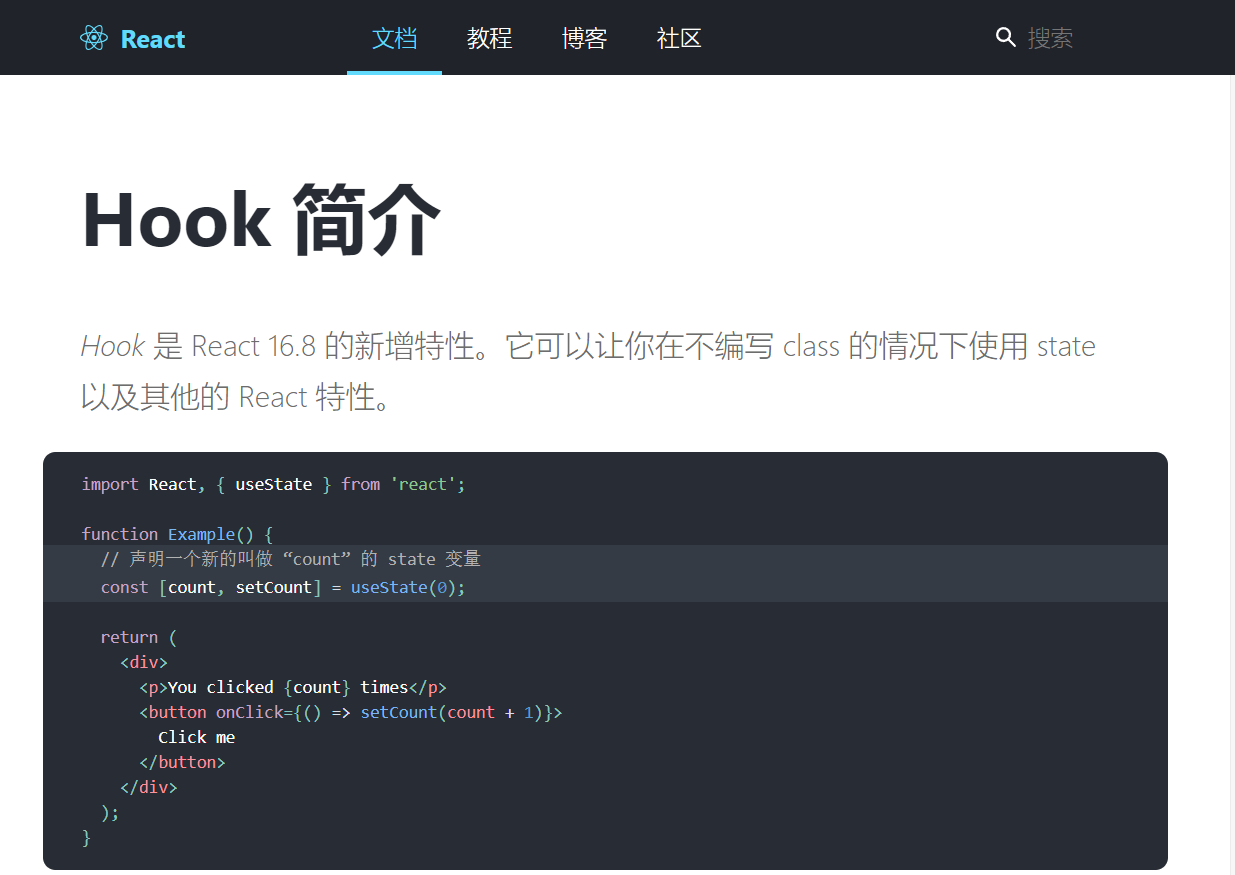 React 文档 教程 博客 社区 搜索
Hook 简介
Hook 是 React 16.8 的新增特性。它可以让你在不编写 class 的情况下使用 state
以及其他的 React 特性。
import React, { useState } from 'react';
function Example() {
  // 声明一个新的叫做 “count” 的 state 变量
  const [count, setCount] = useState(0);
  return (
    <div>
      <p>You clicked {count} times</p>
      <button onClick={() => setCount(count + 1)}>
        Click me
      </button>
    </div>
  );
}